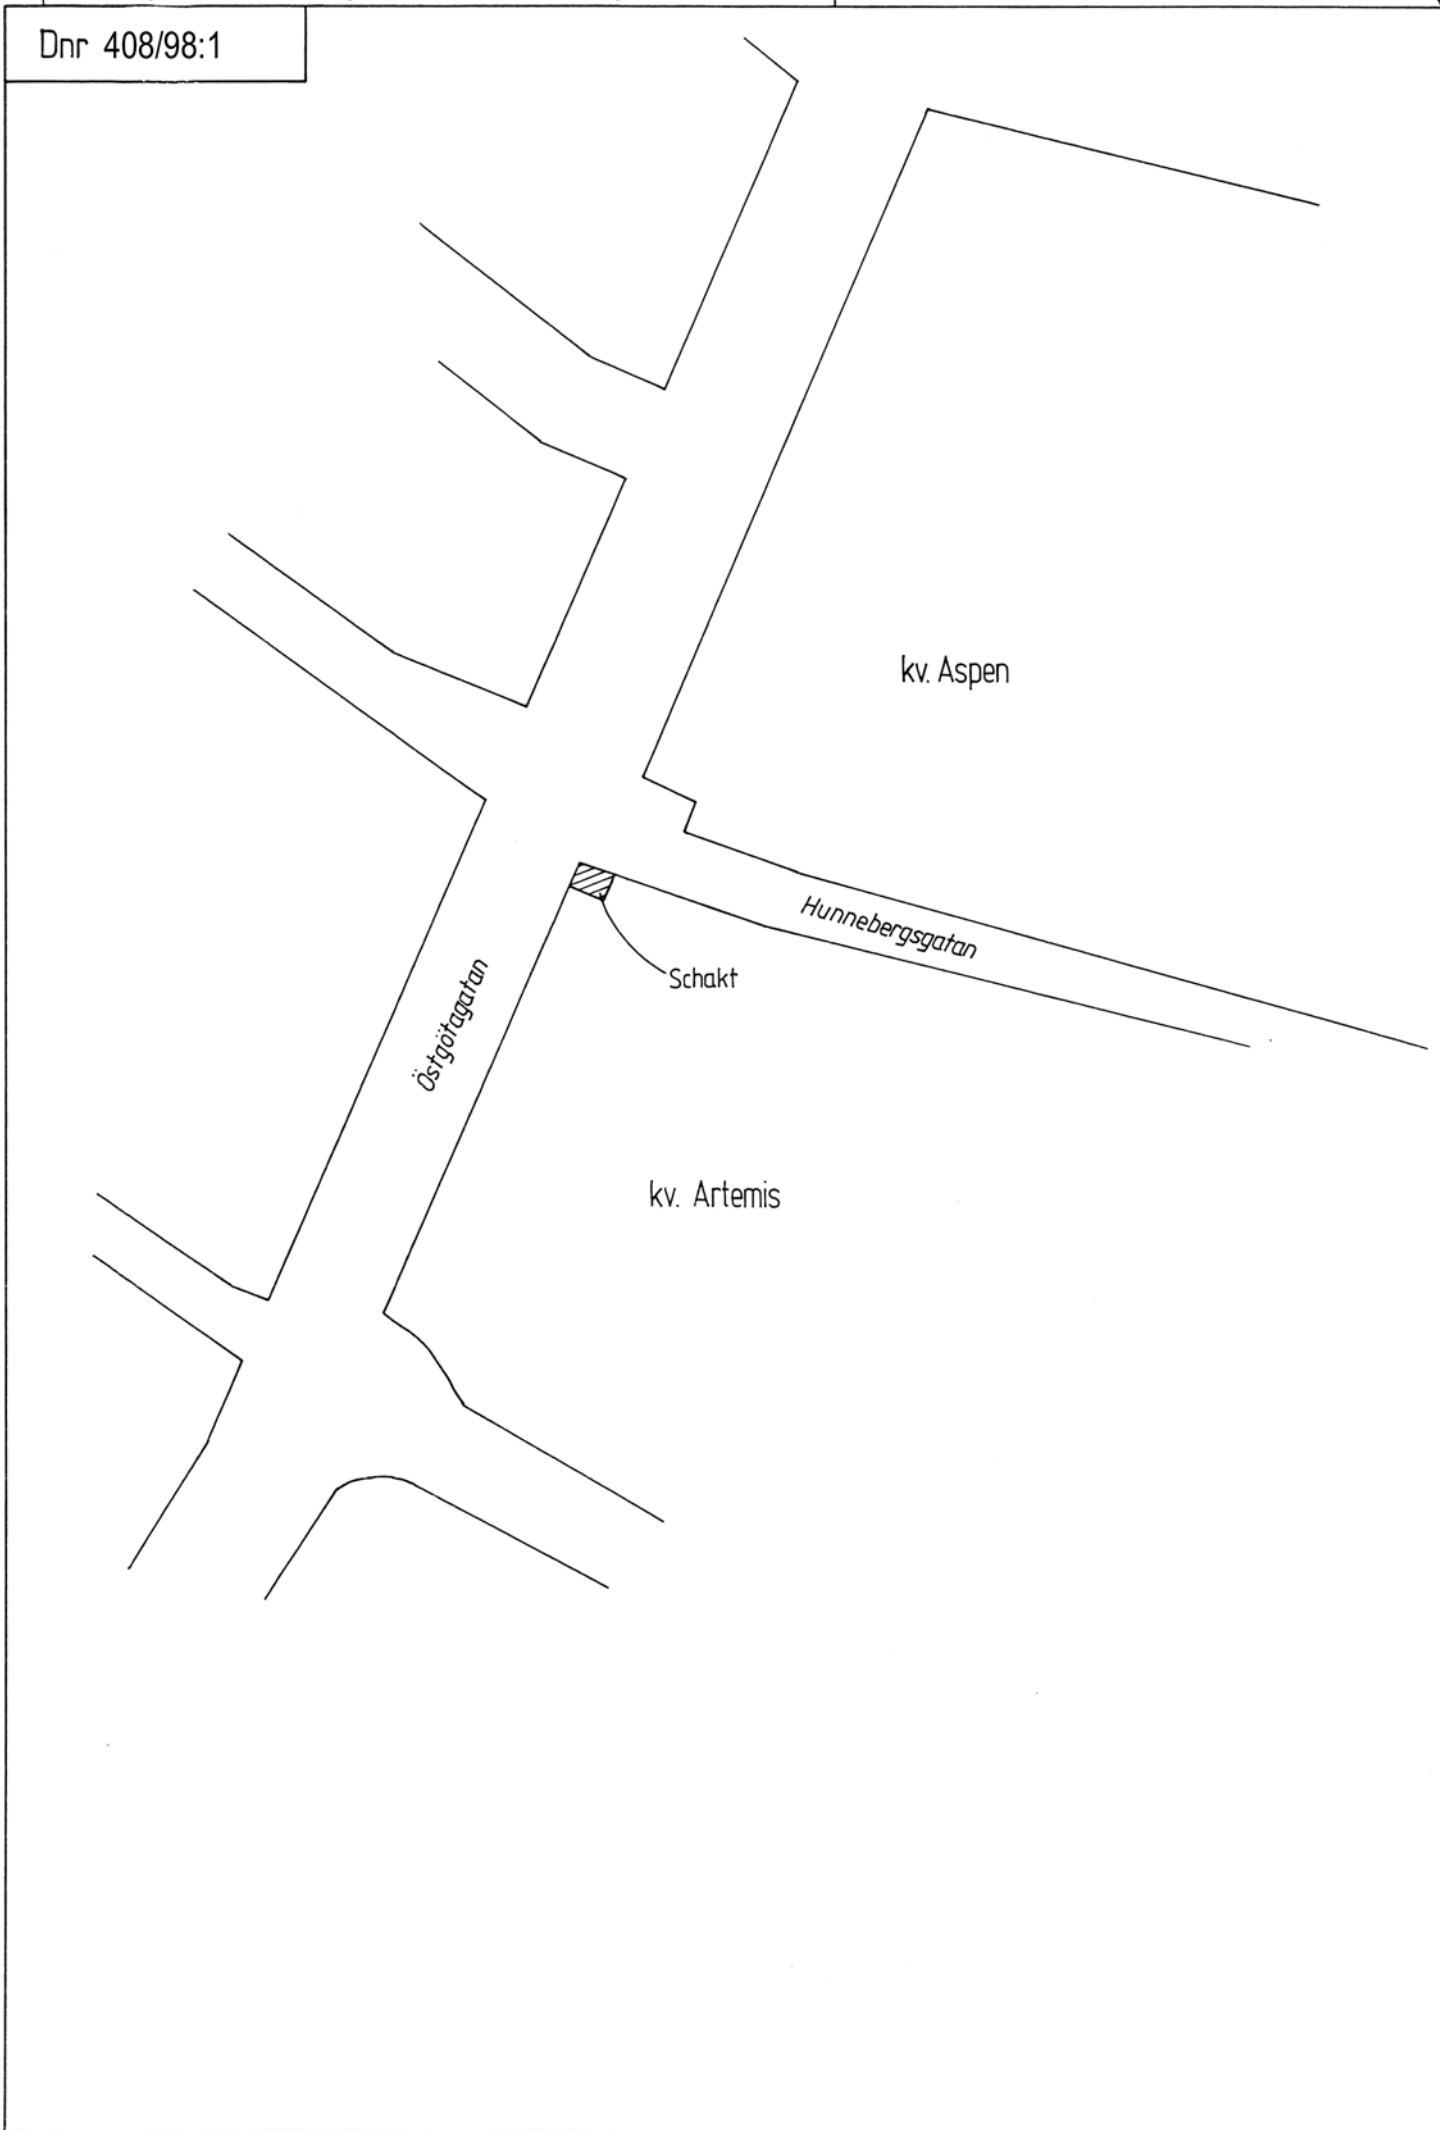 Dnr 408/98:1
kv. Aspen
Hunnebergsgatan
Schakt
Östgötagatan
kv. Artemis